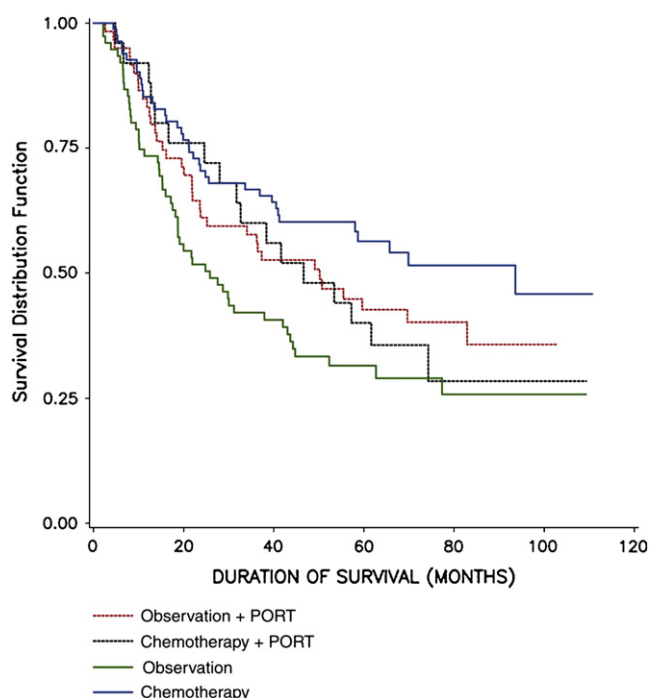 1.00
0.75
0.50
0.25
0.00
Survival Distribution Function
0 20 40 60 80 100 120
DURATION OF SURVIVAL (MONTHS)
Observation + PORT
Chemotherapy + PORT
Observation
Chemotherapy